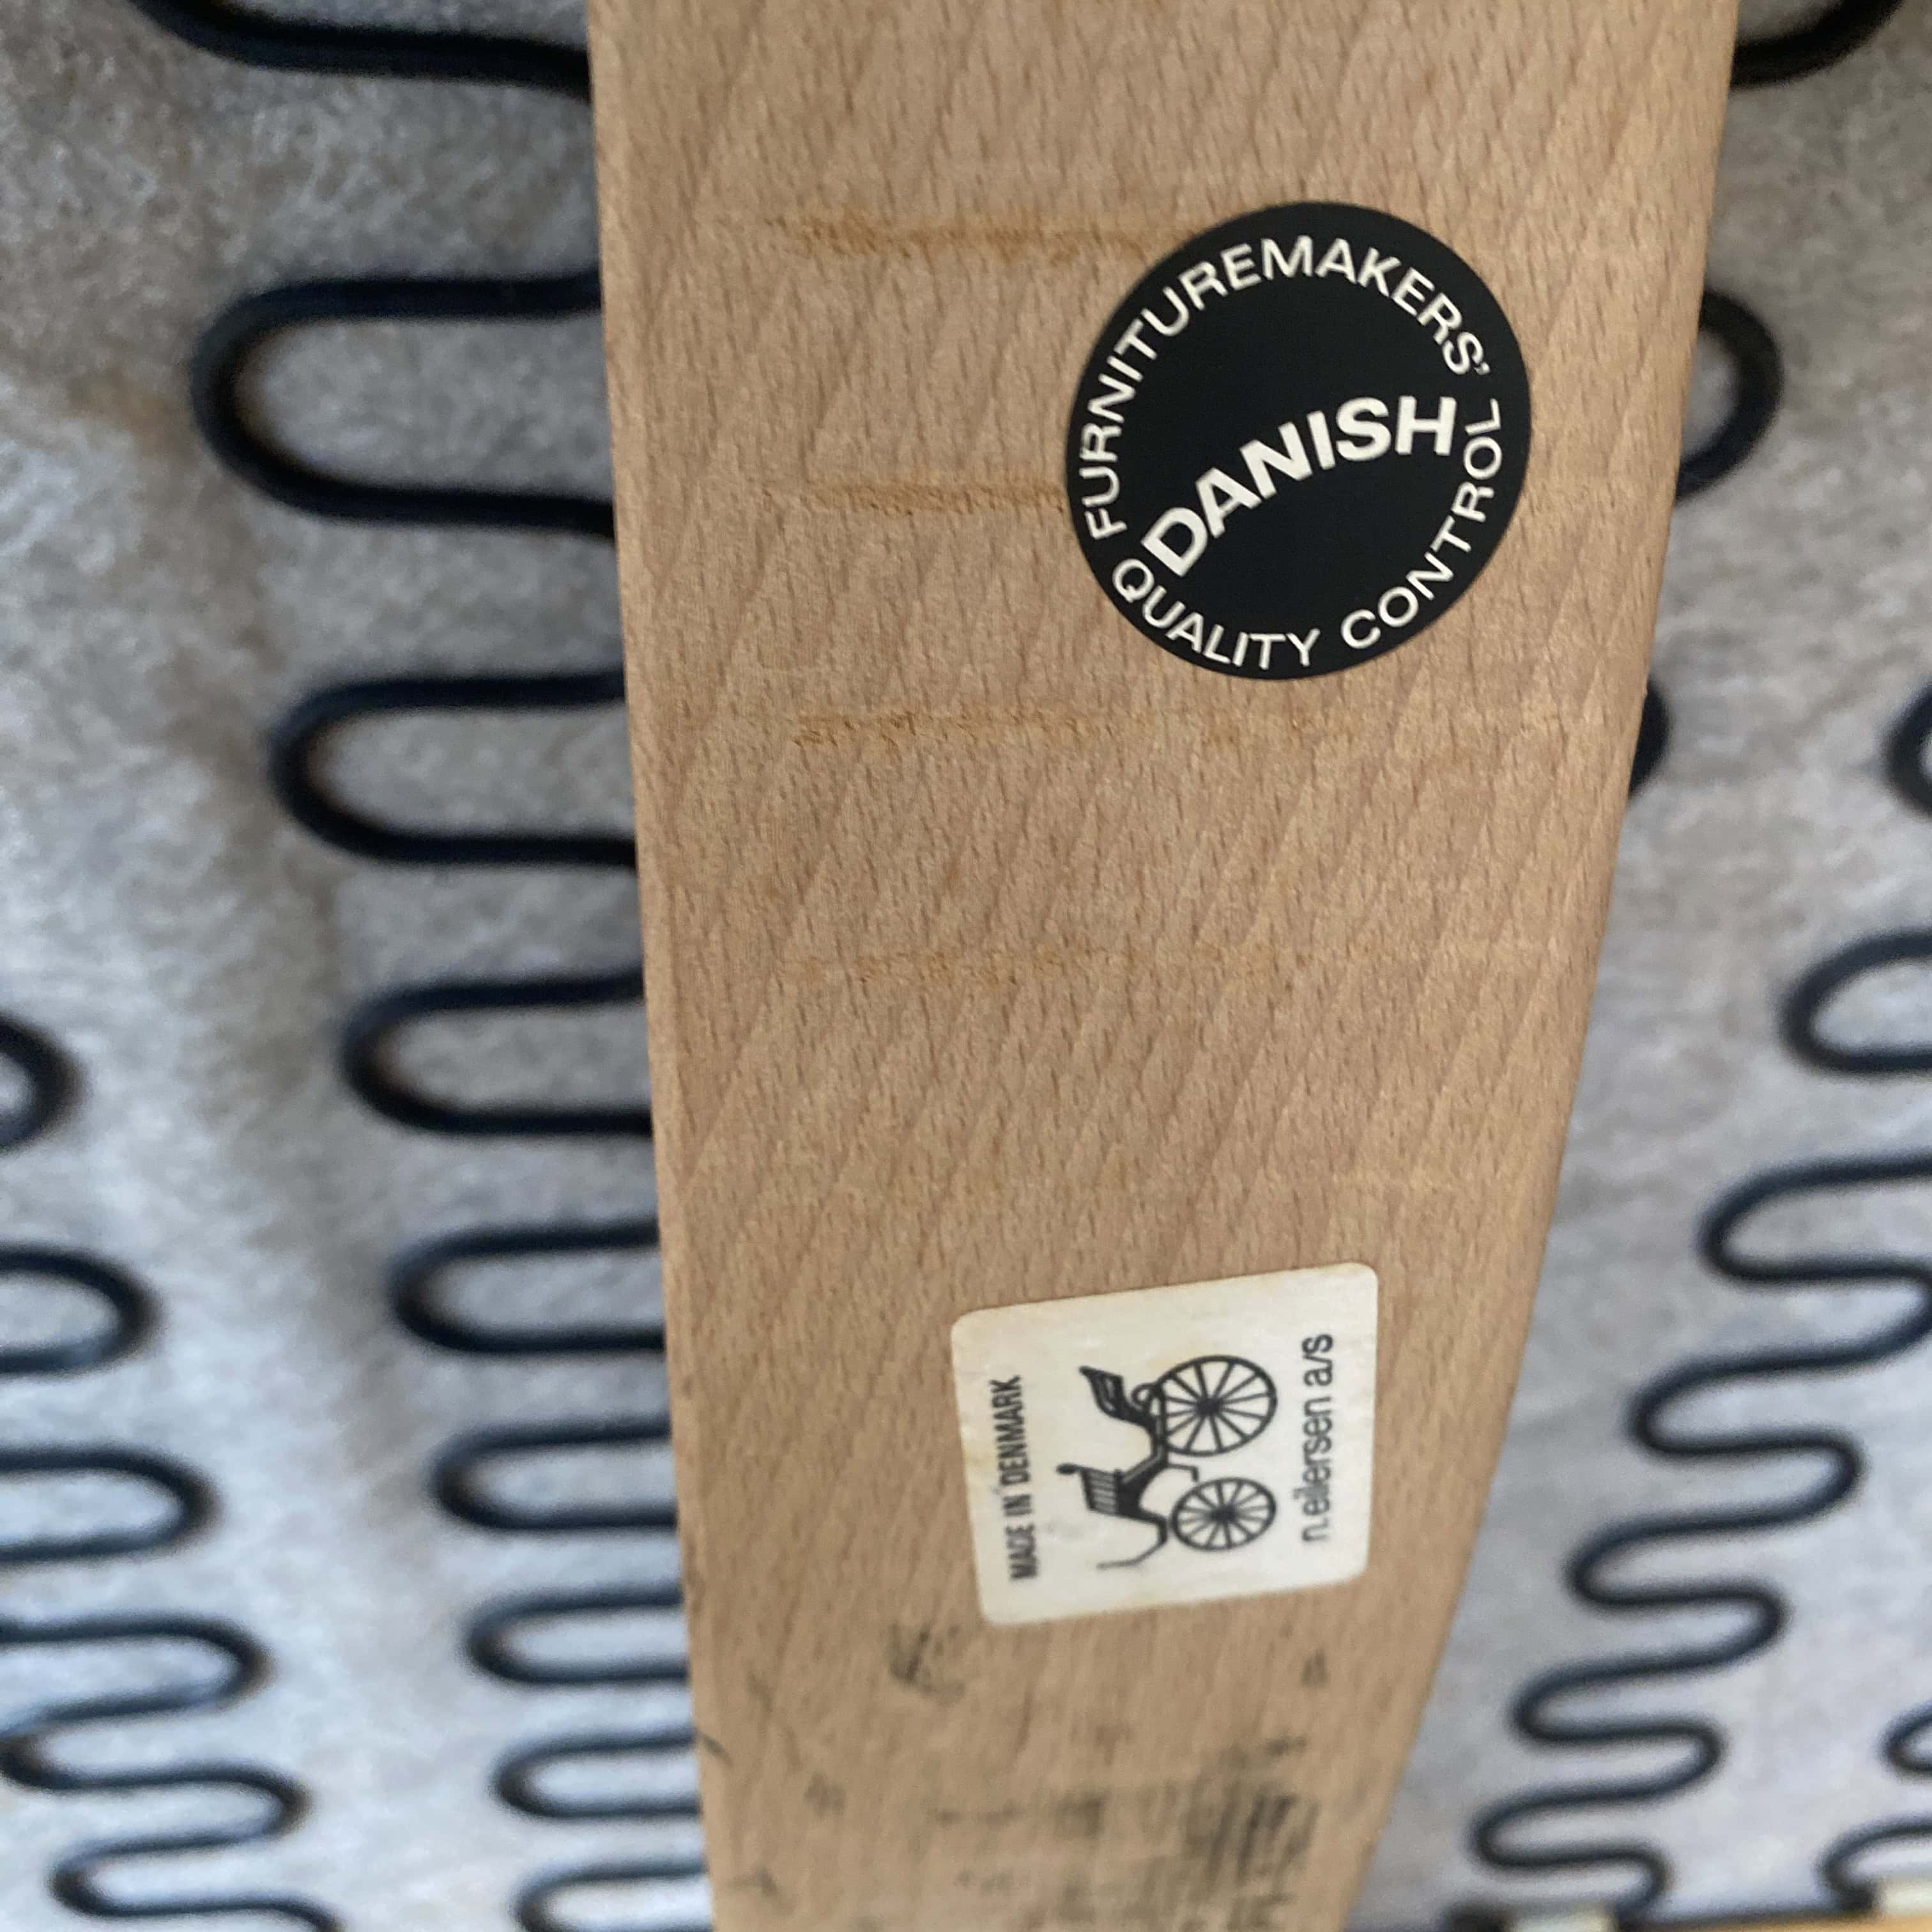 FURNITUREMAKERS'
DANISH
QUALITY CONTROL
MADE IN DENMARK
n. eilersen a/s